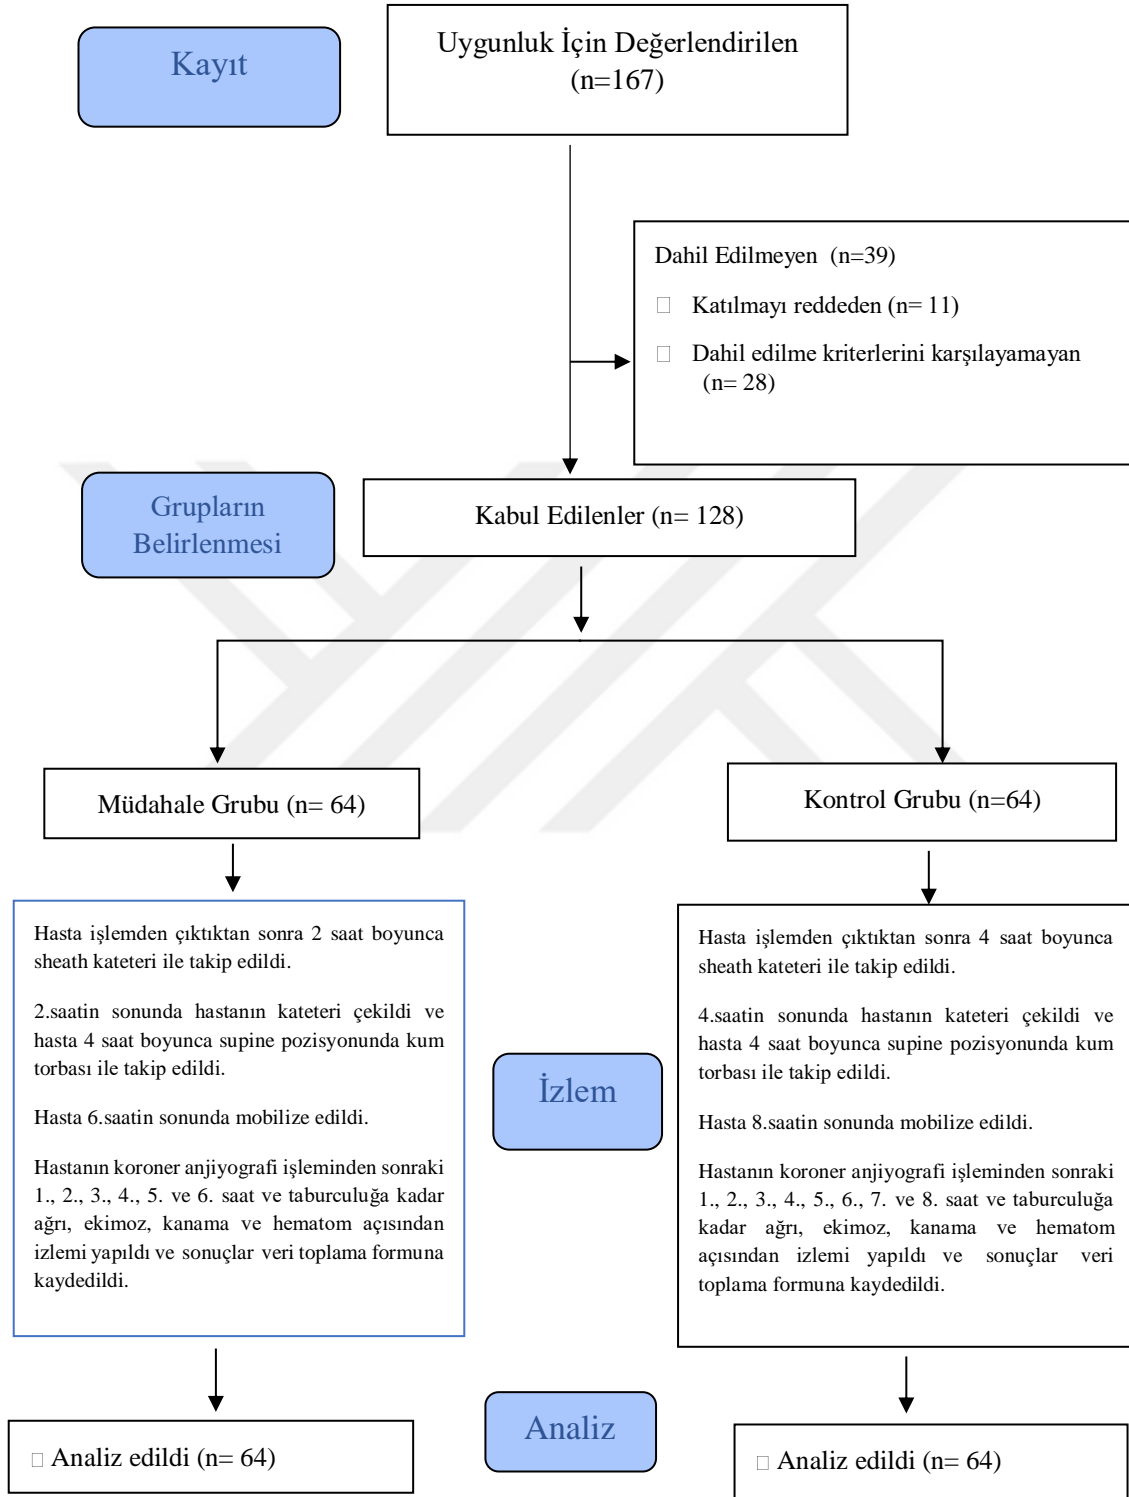 Kayıt
Uygunluk İçin Değerlendirilen
(n=167)
Dahil Edilmeyen (n=39)
Katılmayı reddeden (n= 11)
Dahil edilme kriterlerini karşılayamayan
(n= 28)
Grupların
Belirlenmesi
Kabul Edilenler (n= 128)
Müdahale Grubu (n= 64)
Kontrol Grubu (n=64)
Hasta işlemden çıktıktan sonra 2 saat boyunca
sheath kateteri ile takip edildi.
2.saatin sonunda hastanın kateteri çekildi ve
hasta 4 saat boyunca supine pozisyonunda kum
torbası ile takip edildi.
Hasta 6.saatin sonunda mobilize edildi.
Hastanın koroner anjiyografi işleminden sonraki
1., 2., 3., 4., 5. ve 6. saat ve taburculuğa kadar
ağrı, ekimoz, kanama ve hematom açısından
izlemi yapıldı ve sonuçlar veri toplama formuna
kaydedildi.
İzlem
Hasta işlemden çıktıktan sonra 4 saat boyunca
sheath kateteri ile takip edildi.
4.saatin sonunda hastanın kateteri çekildi ve
hasta 4 saat boyunca supine pozisyonunda kum
torbası ile takip edildi.
Hasta 8.saatin sonunda mobilize edildi.
Hastanın koroner anjiyografi işleminden sonraki
1., 2., 3., 4., 5., 6., 7. ve 8. saat ve taburculuğa
kadar ağrı, ekimoz, kanama ve hematom
açısından izlemi yapıldı ve sonuçlar veri
toplama formuna kaydedildi.
Analiz
Analiz edildi (n= 64)
Analiz edildi (n= 64)